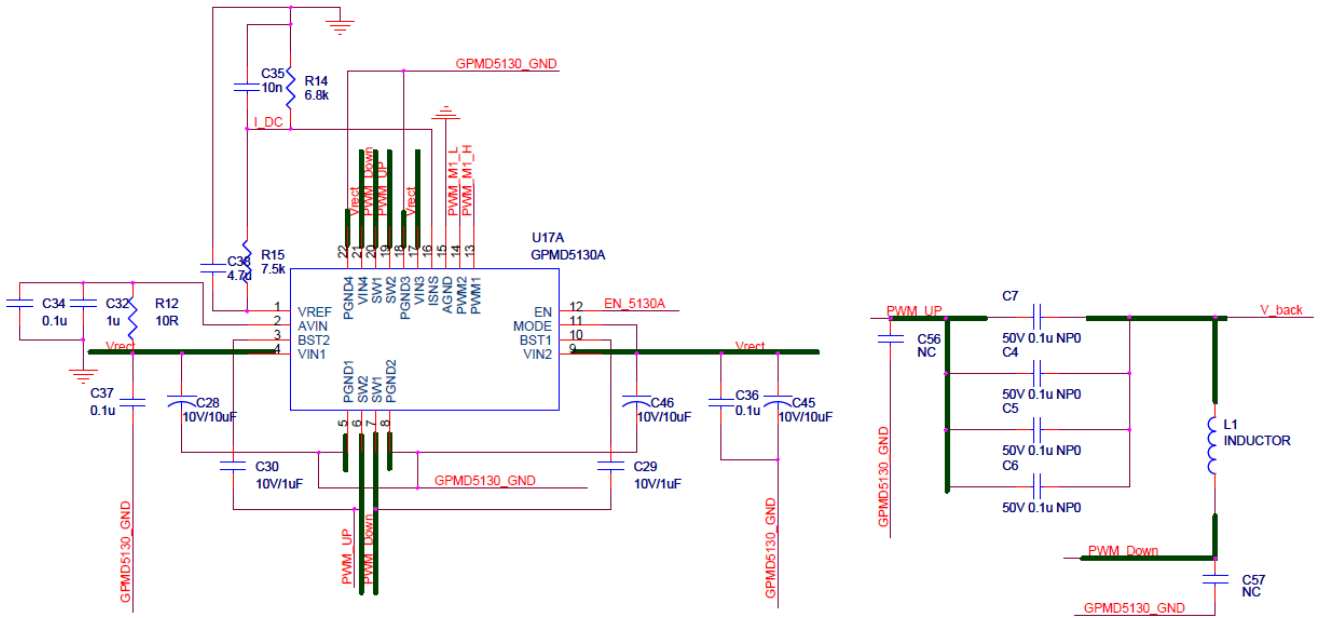 C35
10n
R14
6.8k
I_DC
GPMD5130_GND
Vrect
PWM_Down
PWM_UP
Vrect
PWM_M1_L
PWM_M1_H
C38
4.7u
R15
7.5k
U17A
GPMD5130A
22
21
20
19
18
17
16
15
14
13
PGND4
VIN4
SW1
SW2
PGND3
VIN3
ISNS
AGND
PWM2
PWM1
C34
0.1u
C32
1u
R12
10R
1
VREF
2
AVIN
3
BST2
4
VIN1
EN
12
EN_5130A
MODE
11
BST1
10
VIN2
9
Vrect
Vrect
PGND1
SW2
SW1
PGND2
5
6
7
8
C37
0.1u
C28
10V/10uF
C46
10V/10uF
C36
0.1u
C45
10V/10uF
C30
10V/1uF
C29
10V/1uF
GPMD5130_GND
GPMD5130_GND
PWM_UP
PWM_Down
GPMD5130_GND
PWM_UP
C56
NC
GPMD5130_GND
C7
50V 0.1u NP0
C4
50V 0.1u NP0
C5
50V 0.1u NP0
C6
50V 0.1u NP0
V_back
L1
INDUCTOR
PWM_Down
C57
NC
GPMD5130_GND